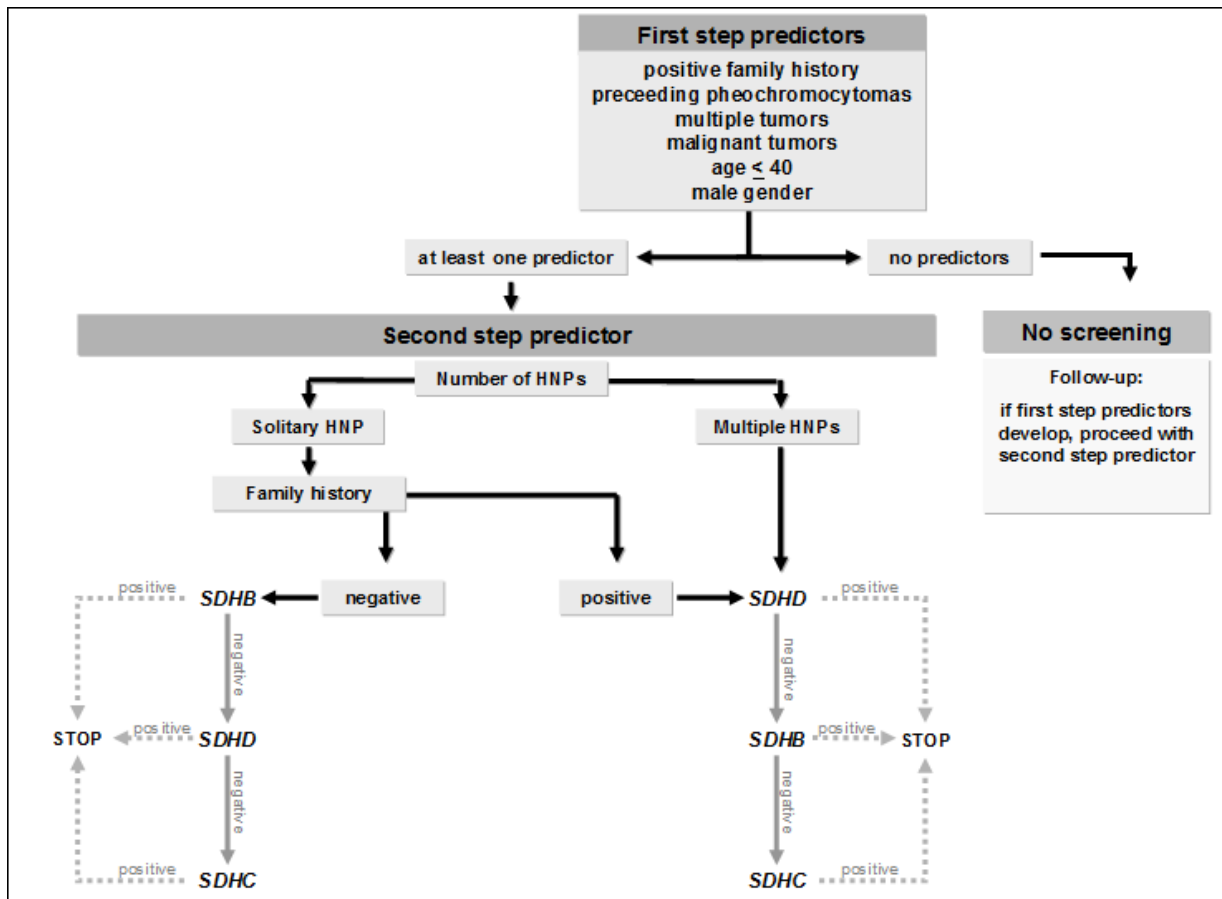 First step predictors
positive family history
preceeding pheochromocytomas
multiple tumors
malignant tumors
age ≤ 40
male gender
at least one predictor
no predictors
Second step predictor
No screening
Number of HNPs
Follow-up:
if first step predictors
develop, proceed with
second step predictor
Solitary HNP
Multiple HNPs
Family history
positive
SDHB
negative
positive
SDHD
positive
negative
negative
STOP
positive
SDHD
SDHB
positive
STOP
negative
negative
positive
SDHC
SDHC
positive